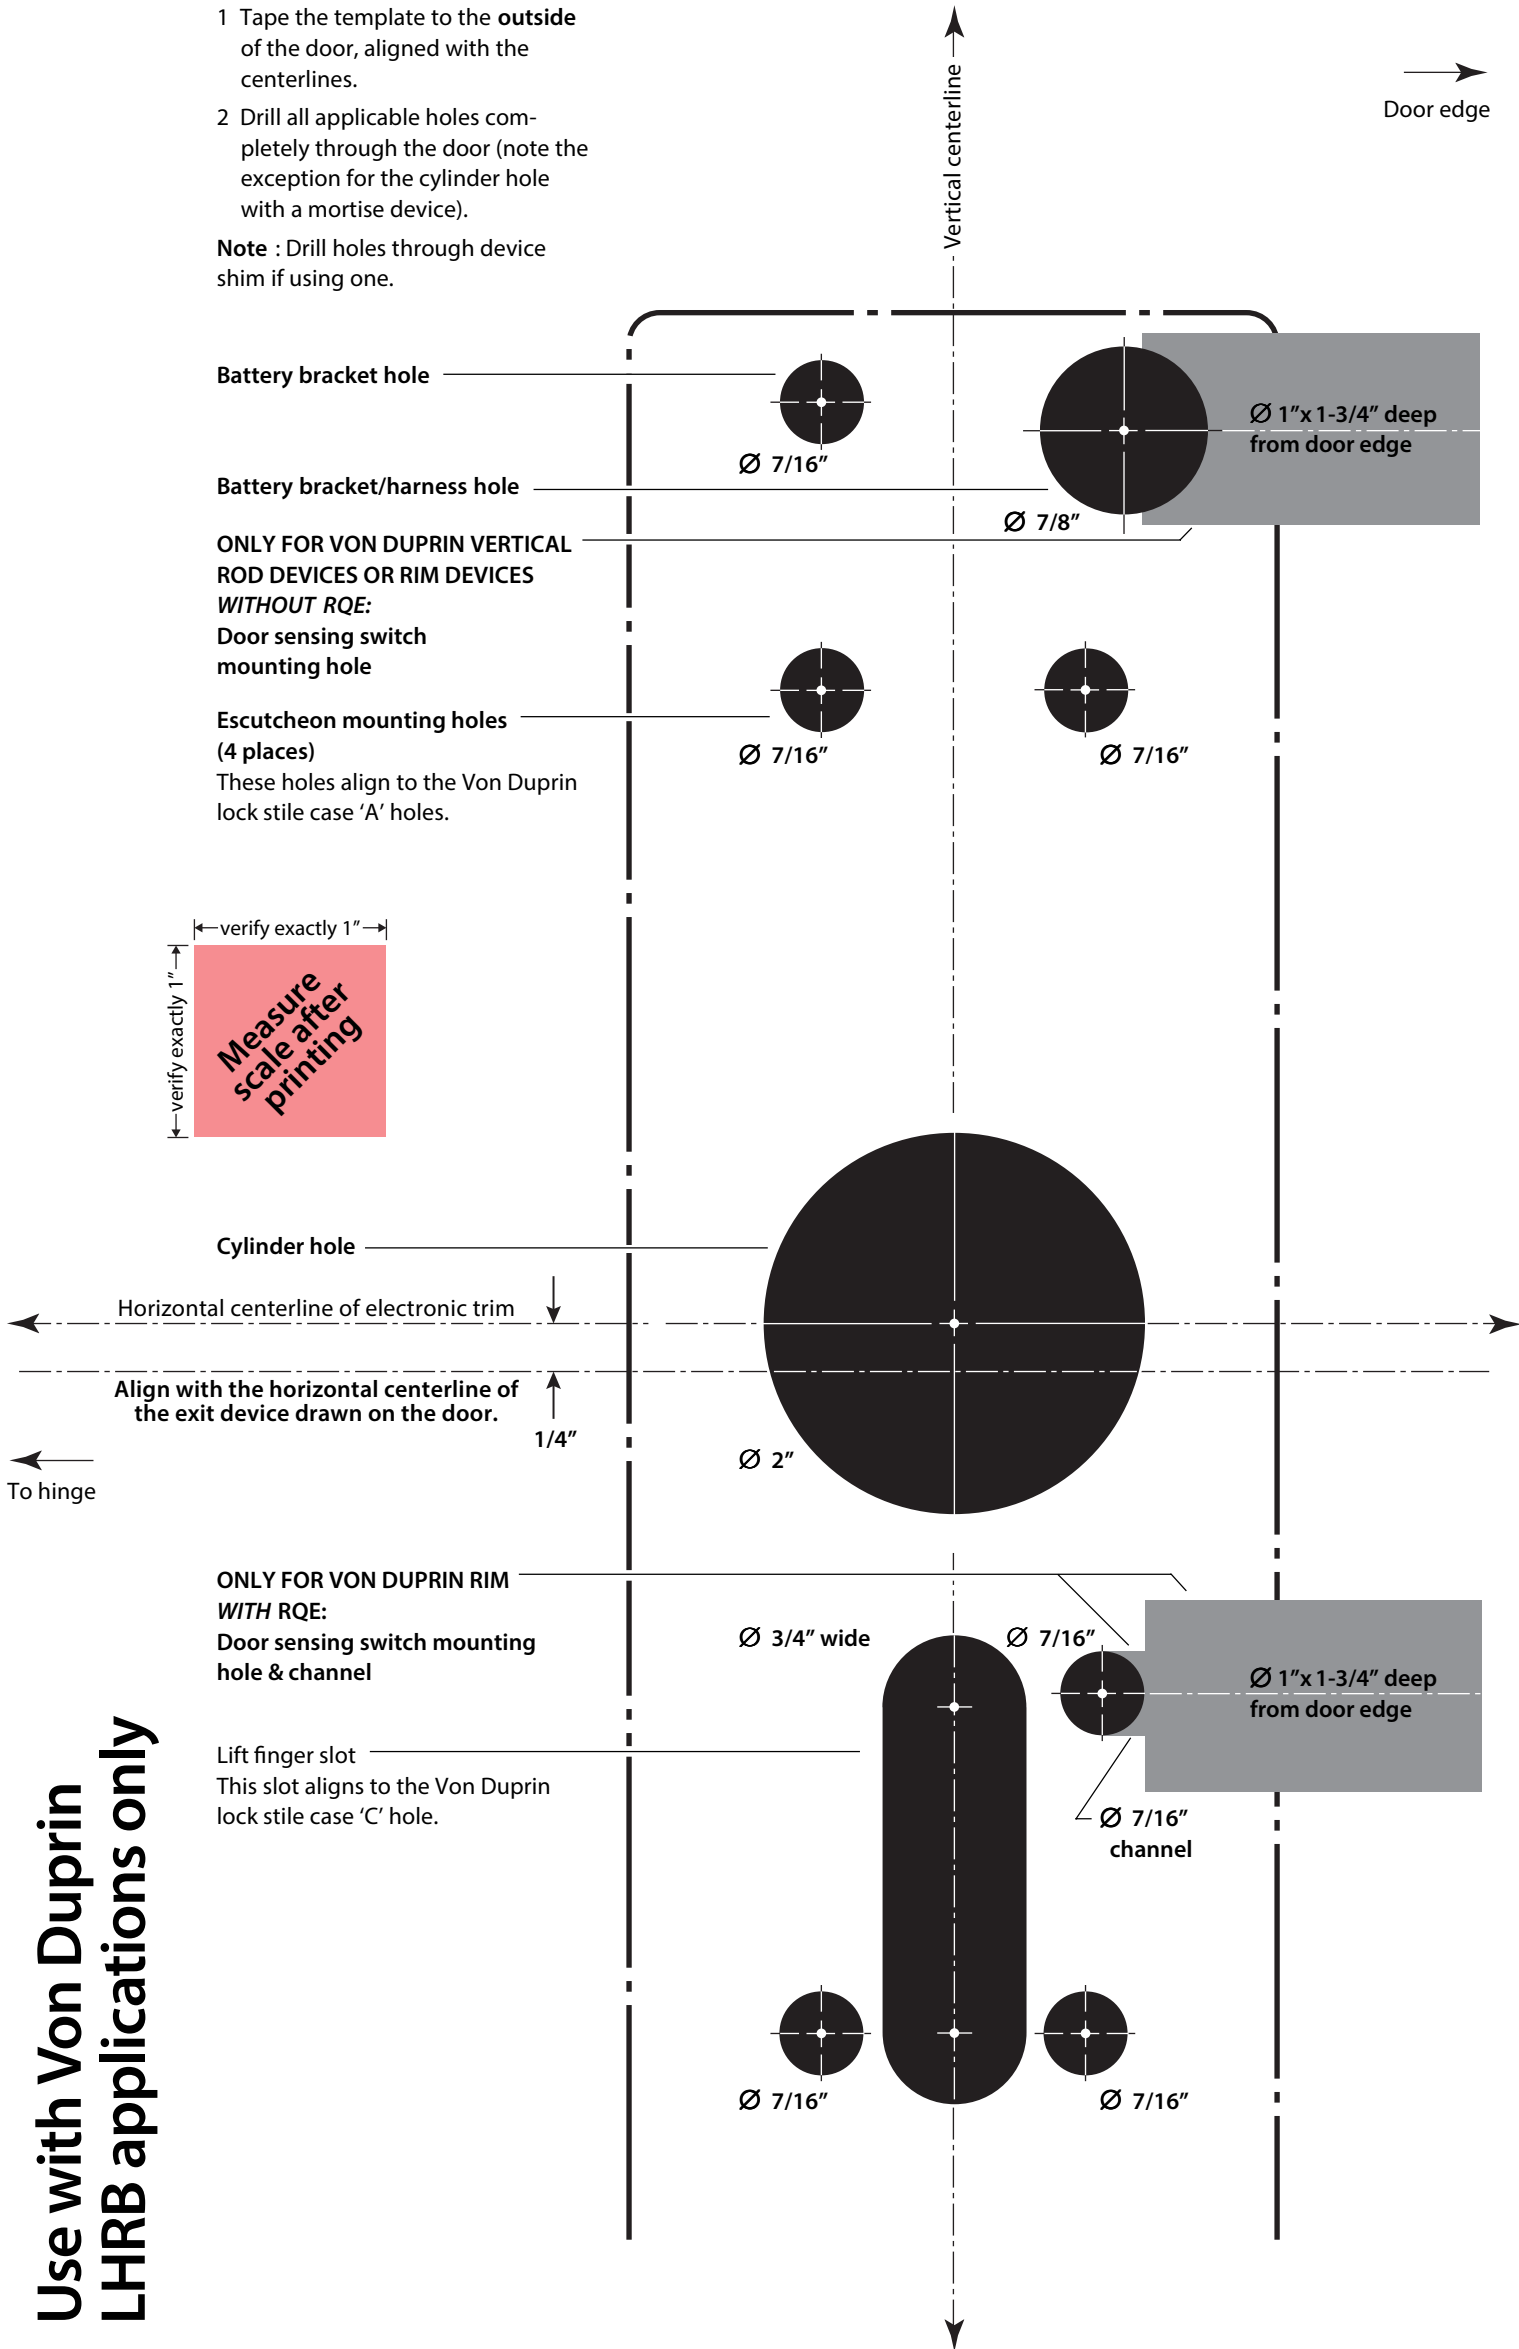 1 Tape the template to the outside
of the door, aligned with the
centerlines.
2 Drill all applicable holes com-
pletely through the door (note the
exception for the cylinder hole
with a mortise device).
Note : Drill holes through device
shim if using one.
Vertical centerline
Door edge
Battery bracket hole
Ø 7/16”
Ø 1”x 1-3/4” deep
from door edge
Battery bracket/harness hole
Ø 7/8”
ONLY FOR VON DUPRIN VERTICAL
ROD DEVICES OR RIM DEVICES
WITHOUT RQE:
Door sensing switch
mounting hole
Escutcheon mounting holes
(4 places)
These holes align to the Von Duprin
lock stile case ‘A’ holes.
Ø 7/16”
Ø 7/16”
verify exactly 1”
verify exactly 1”
Measure
scale after
printing
Cylinder hole
Horizontal centerline of electronic trim
Align with the horizontal centerline of
the exit device drawn on the door.
1/4”
Ø 2”
To hinge
ONLY FOR VON DUPRIN RIM
WITH RQE:
Door sensing switch mounting
hole & channel
Ø 3/4” wide
Ø 7/16”
Ø 1”x 1-3/4” deep
from door edge
Lift finger slot
This slot aligns to the Von Duprin
lock stile case ‘C’ hole.
Ø 7/16”
channel
Ø 7/16”
Ø 7/16”
Use with Von Duprin
LHRB applications only